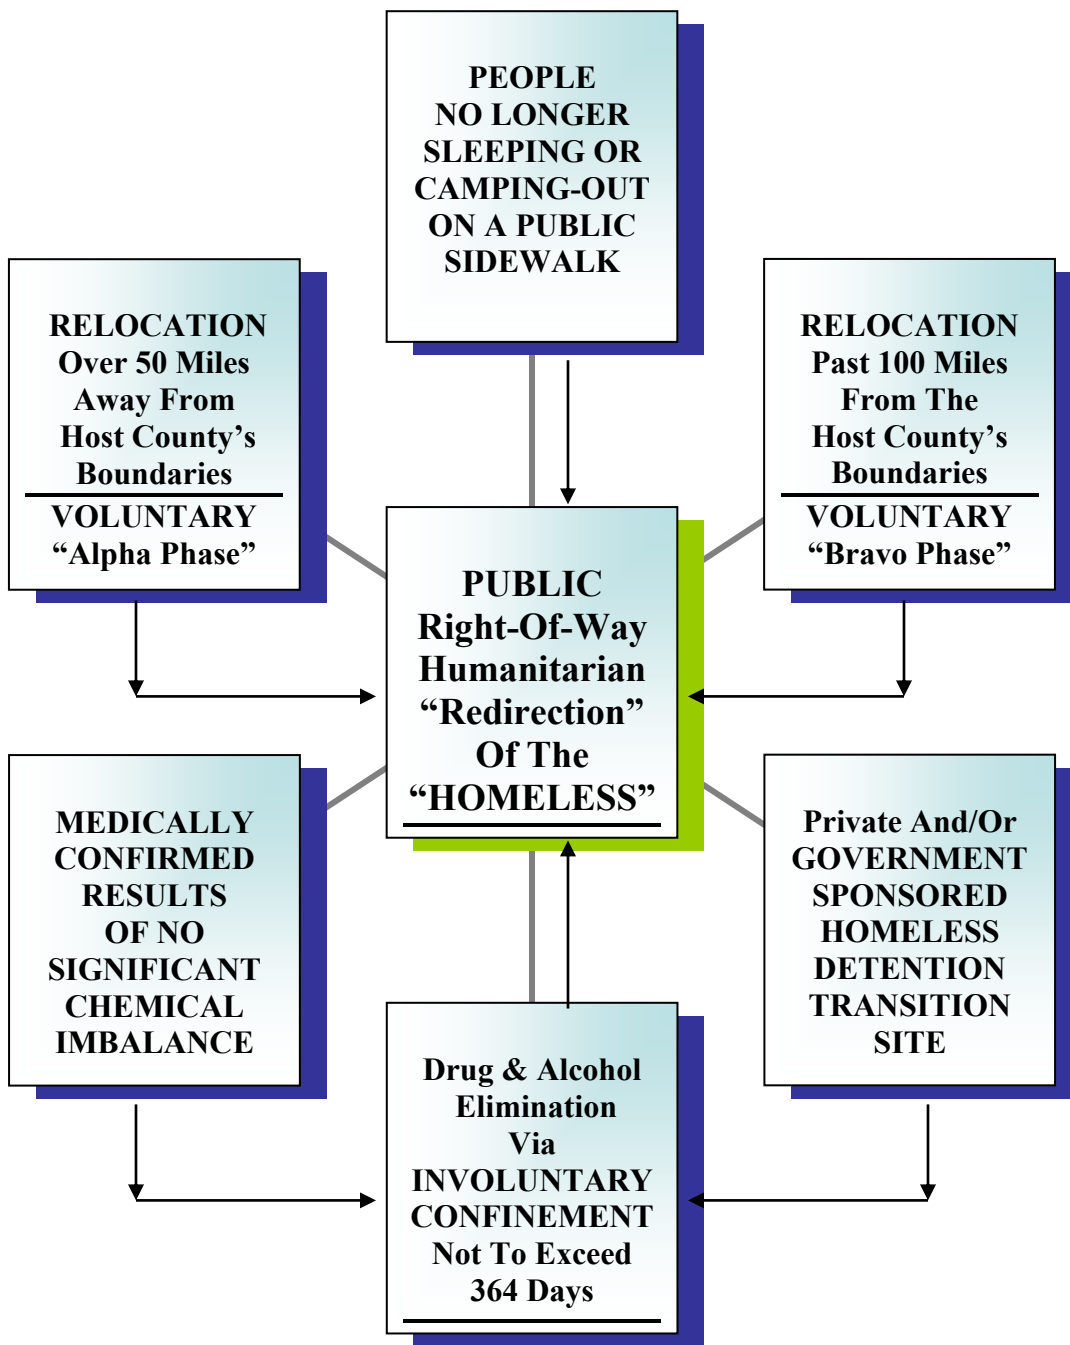 PEOPLE
NO LONGER
SLEEPING OR
CAMPING-OUT
ON A PUBLIC
SIDEWALK
RELOCATION
Over 50 Miles
Away From
Host County’s
Boundaries
VOLUNTARY
“Alpha Phase”
RELOCATION
Past 100 Miles
From The
Host County’s
Boundaries
VOLUNTARY
“Bravo Phase”
PUBLIC
Right-Of-Way
Humanitarian
“Redirection”
Of The
“HOMELESS”
MEDICALLY
CONFIRMED
RESULTS
OF NO
SIGNIFICANT
CHEMICAL
IMBALANCE
Private And/Or
GOVERNMENT
SPONSORED
HOMELESS
DETENTION
TRANSITION
SITE
Drug & Alcohol
Elimination
Via
INVOLUNTARY
CONFINEMENT
Not To Exceed
364 Days